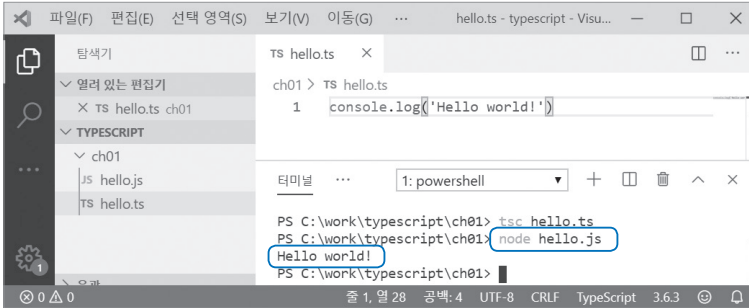 파일(F) 편집(E) 선택 영역(S) 보기(V) 이동(G) ··· hello.ts - typescript - Visu...
탐색기
열려 있는 편집기
TS hello.ts ch01
TYPESCRIPT
ch01
JS hello.js
TS hello.ts
TS hello.ts
ch01 > TS hello.ts
1 console.log('Hello world!')
터미널 ··· 1: powershell
PS C:\work\typescript\ch01> tsc hello.ts
PS C:\work\typescript\ch01> node hello.js
Hello world!
PS C:\work\typescript\ch01>
1
0 0 줄 1, 열 28 공백: 4 UTF-8 CRLF TypeScript 3.6.3